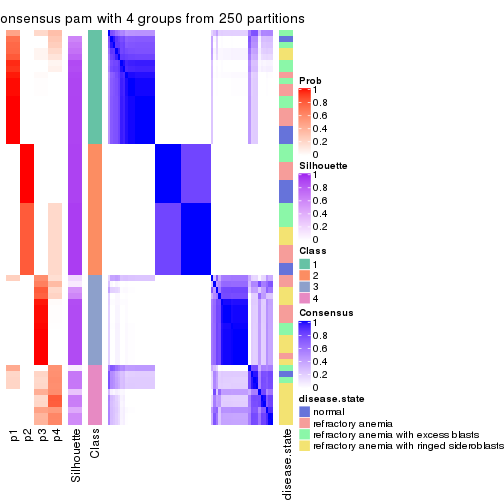 onsensus pam with 4 groups from 250 partitions
Prob
1
0.8
0.6
0.4
0.2
0
Silhouette
1
0.8
0.6
0.4
0.2
0
Class
1
2
3
4
Consensus
1
0.8
0.6
0.4
0.2
0
disease.state
normal
refractory anemia
refractory anemia with excess blasts
refractory anemia with ringed sideroblasts
p1
p2
p3
p4
Silhouette
Class
disease.state